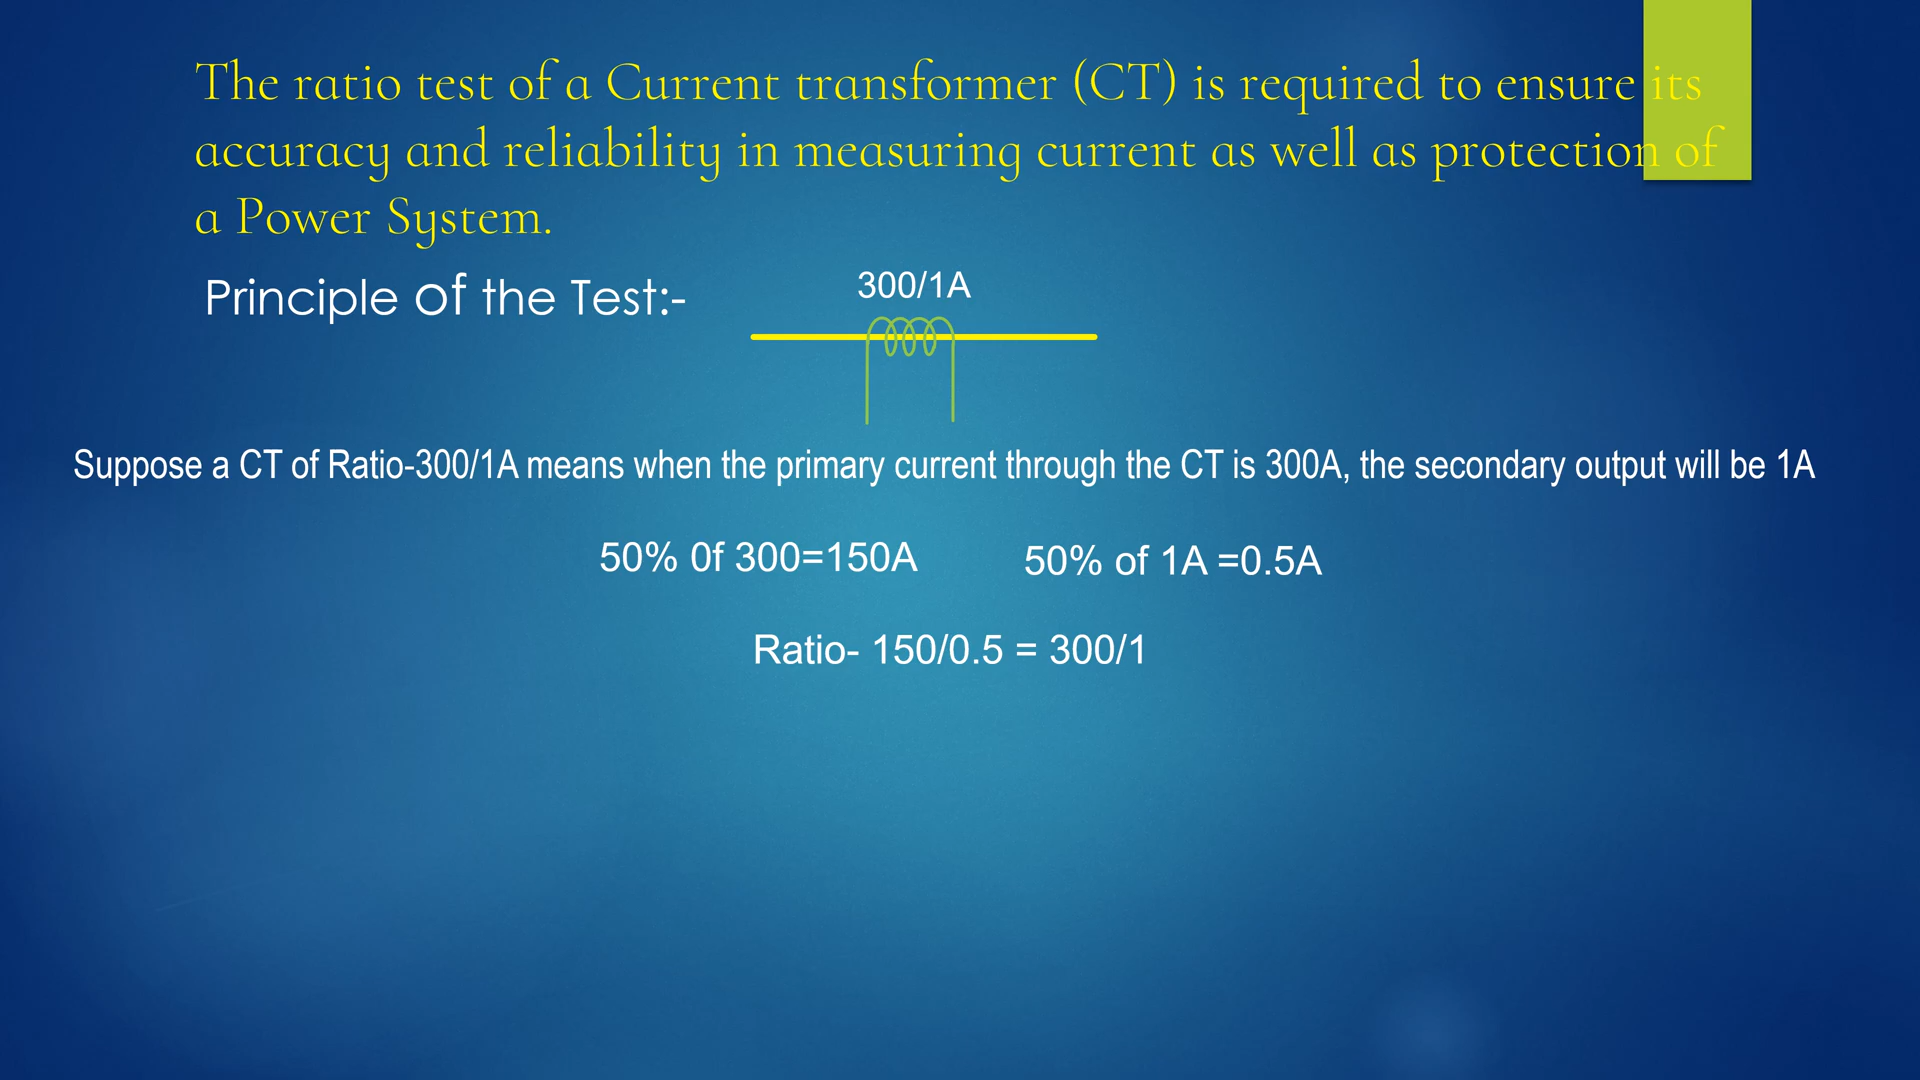 The ratio test of a Current transformer (CT) is required to ensure its
accuracy and reliability in measuring current as well as protection of
a Power System.
Principle of the Test:-
300/1A
Suppose a CT of Ratio-300/1A means when the primary current through the CT is 300A, the secondary output will be 1A
50% 0f 300=150A
50% of 1A =0.5A
Ratio- 150/0.5 = 300/1